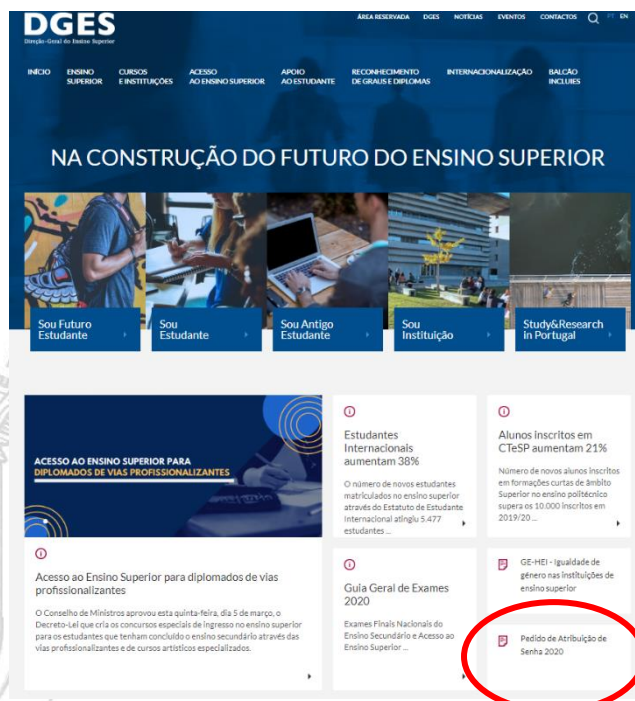 DGES
Direção-Geral do Ensino Superior
ÁREA RESERVADA DGES NOTÍCIAS EVENTOS CONTACTOS PT EN
INÍCIO
ENSINO
SUPERIOR
CURSOS
E INSTITUIÇÕES
ACESSO
AO ENSINO SUPERIOR
APOIO
AO ESTUDANTE
RECONHECIMENTO
DE GRAUS E DIPLOMAS
INTERNACIONALIZAÇÃO
BALCÃO
INCLUIES
NA CONSTRUÇÃO DO FUTURO DO ENSINO SUPERIOR
Sou Futuro
Estudante
Sou
Estudante
Sou Antigo
Estudante
Sou
Instituição
Study&Research
in Portugal
ACESSO AO ENSINO SUPERIOR PARA
DIPLOMADOS DE VIAS PROFISSIONALIZANTES
Acesso ao Ensino Superior para diplomados de vias
profissionalizantes
O Conselho de Ministros aprovou esta quinta-feira, dia 5 de março, o
Decreto-Lei que cria os concursos especiais de ingresso no ensino superior
para os estudantes que tenham concluído o ensino secundário através das
vias profissionalizantes e de cursos artísticos especializados.
Estudantes
Internacionais
aumentam 38%
O número de novos estudantes
matriculados no ensino superior
através do Estatuto de Estudante
Internacional atingiu 5.477
estudantes ...
Alunos inscritos em
CTeSP aumentam 21%
Número de novos alunos inscritos
em formações curtas de âmbito
Superior no ensino politécnico
supera os 10.000 inscritos em
2019/20 ...
Guia Geral de Exames
2020
Exames Finais Nacionais do
Ensino Secundário e Acesso ao
Ensino Superior ...
GE-HEI - Igualdade de
género nas instituições de
ensino superior
Pedido de Atribuição de
Senha 2020